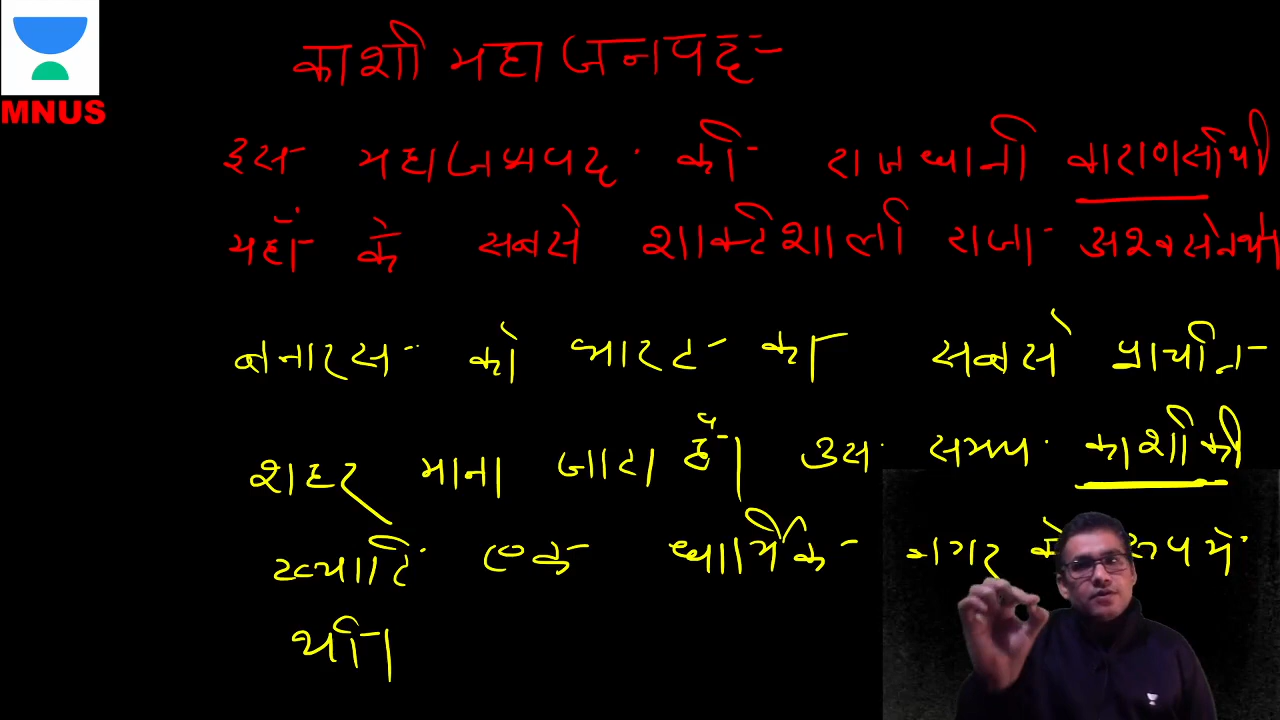 MNUS
काशी महाजनपद-
इस महाजनपद की राजधानी वाराणसी थी
यहाँ के सबसे शक्तिशाली राजा अश्वसेन थे।
बनारस को भारत का सबसे प्राचीन
शहर माना जाता है। उस समय काशी की
ख्याति एक धार्मिक नगर के रूप में
थी।